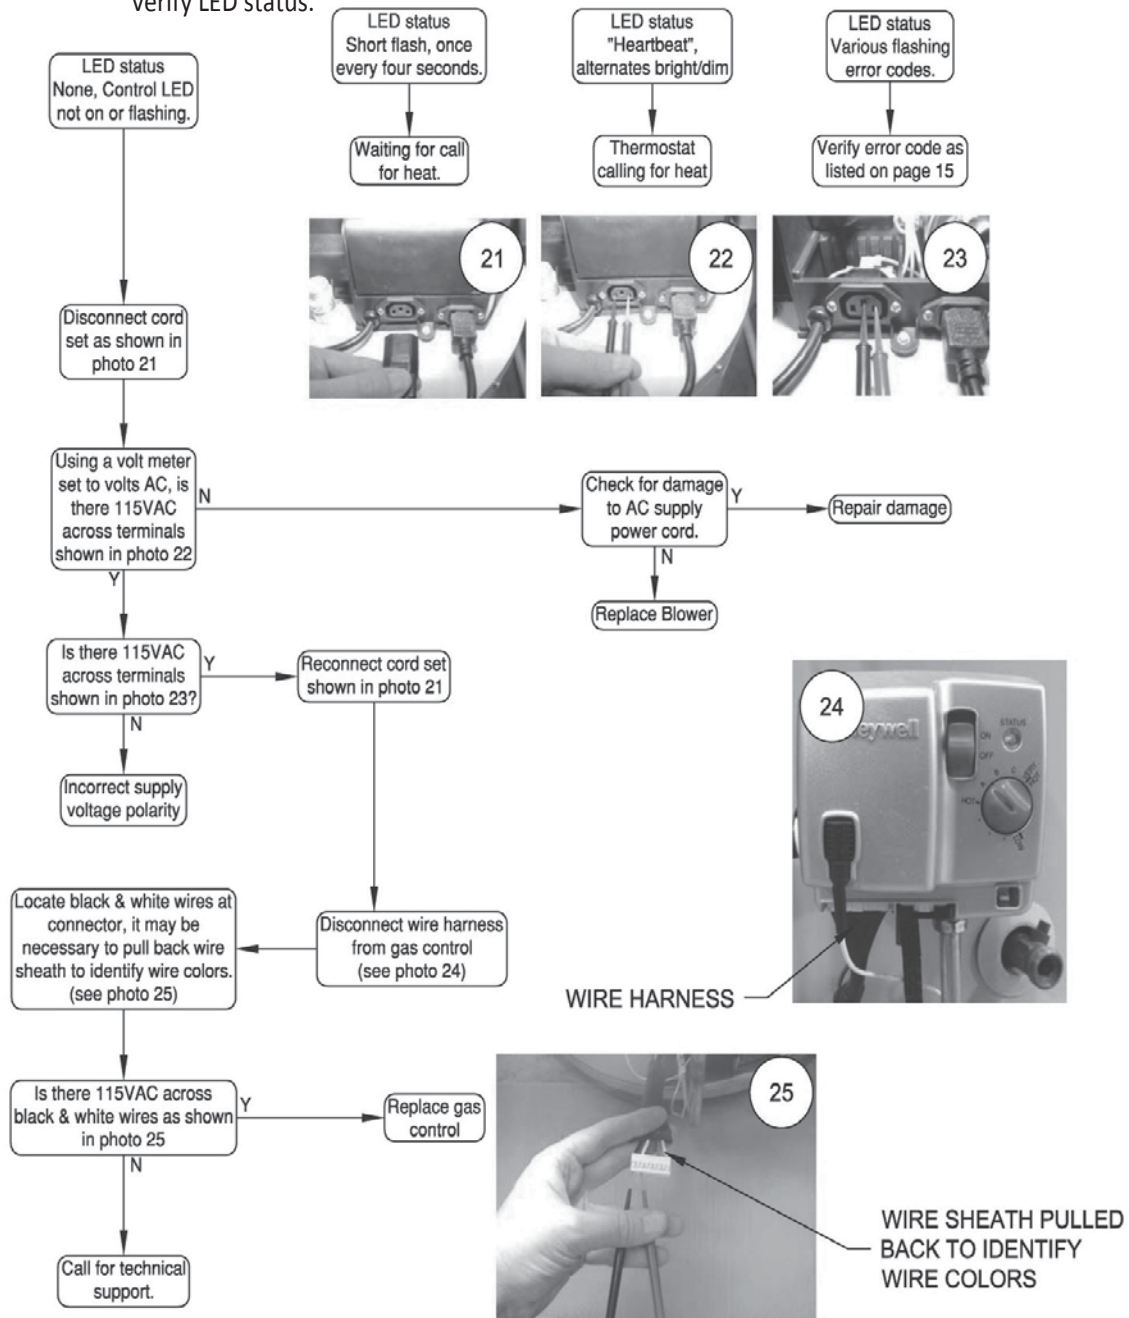 verify LED status.
LED status
None, Control LED
not on or flashing.
LED status
Short flash, once
every four seconds.
LED status
"Heartbeat",
alternates bright/dim
LED status
Various flashing
error codes.
Waiting for call
for heat.
Thermostat
calling for heat
Verify error code as
listed on page 15
21
22
23
Disconnect cord
set as shown in
photo 21
Using a volt meter
set to volts AC, is
there 115VAC
across terminals
shown in photo 22
N
Y
Check for damage
to AC supply
power cord.
Y
N
Repair damage
Replace Blower
Is there 115VAC
across terminals
shown in photo 23?
Y
N
Reconnect cord set
shown in photo 21
Incorrect supply
voltage polarity
24
eywell
STATUS
ON
OFF
HOT
A
B
C
VERY
HOT
LOW
Locate black & white wires at
connector, it may be
necessary to pull back wire
sheath to identify wire colors.
(see photo 25)
Disconnect wire harness
from gas control
(see photo 24)
WIRE HARNESS
Is there 115VAC across
black & white wires as shown
in photo 25
Y
N
Replace gas
control
Call for technical
support.
25
WIRE SHEATH PULLED
BACK TO IDENTIFY
WIRE COLORS